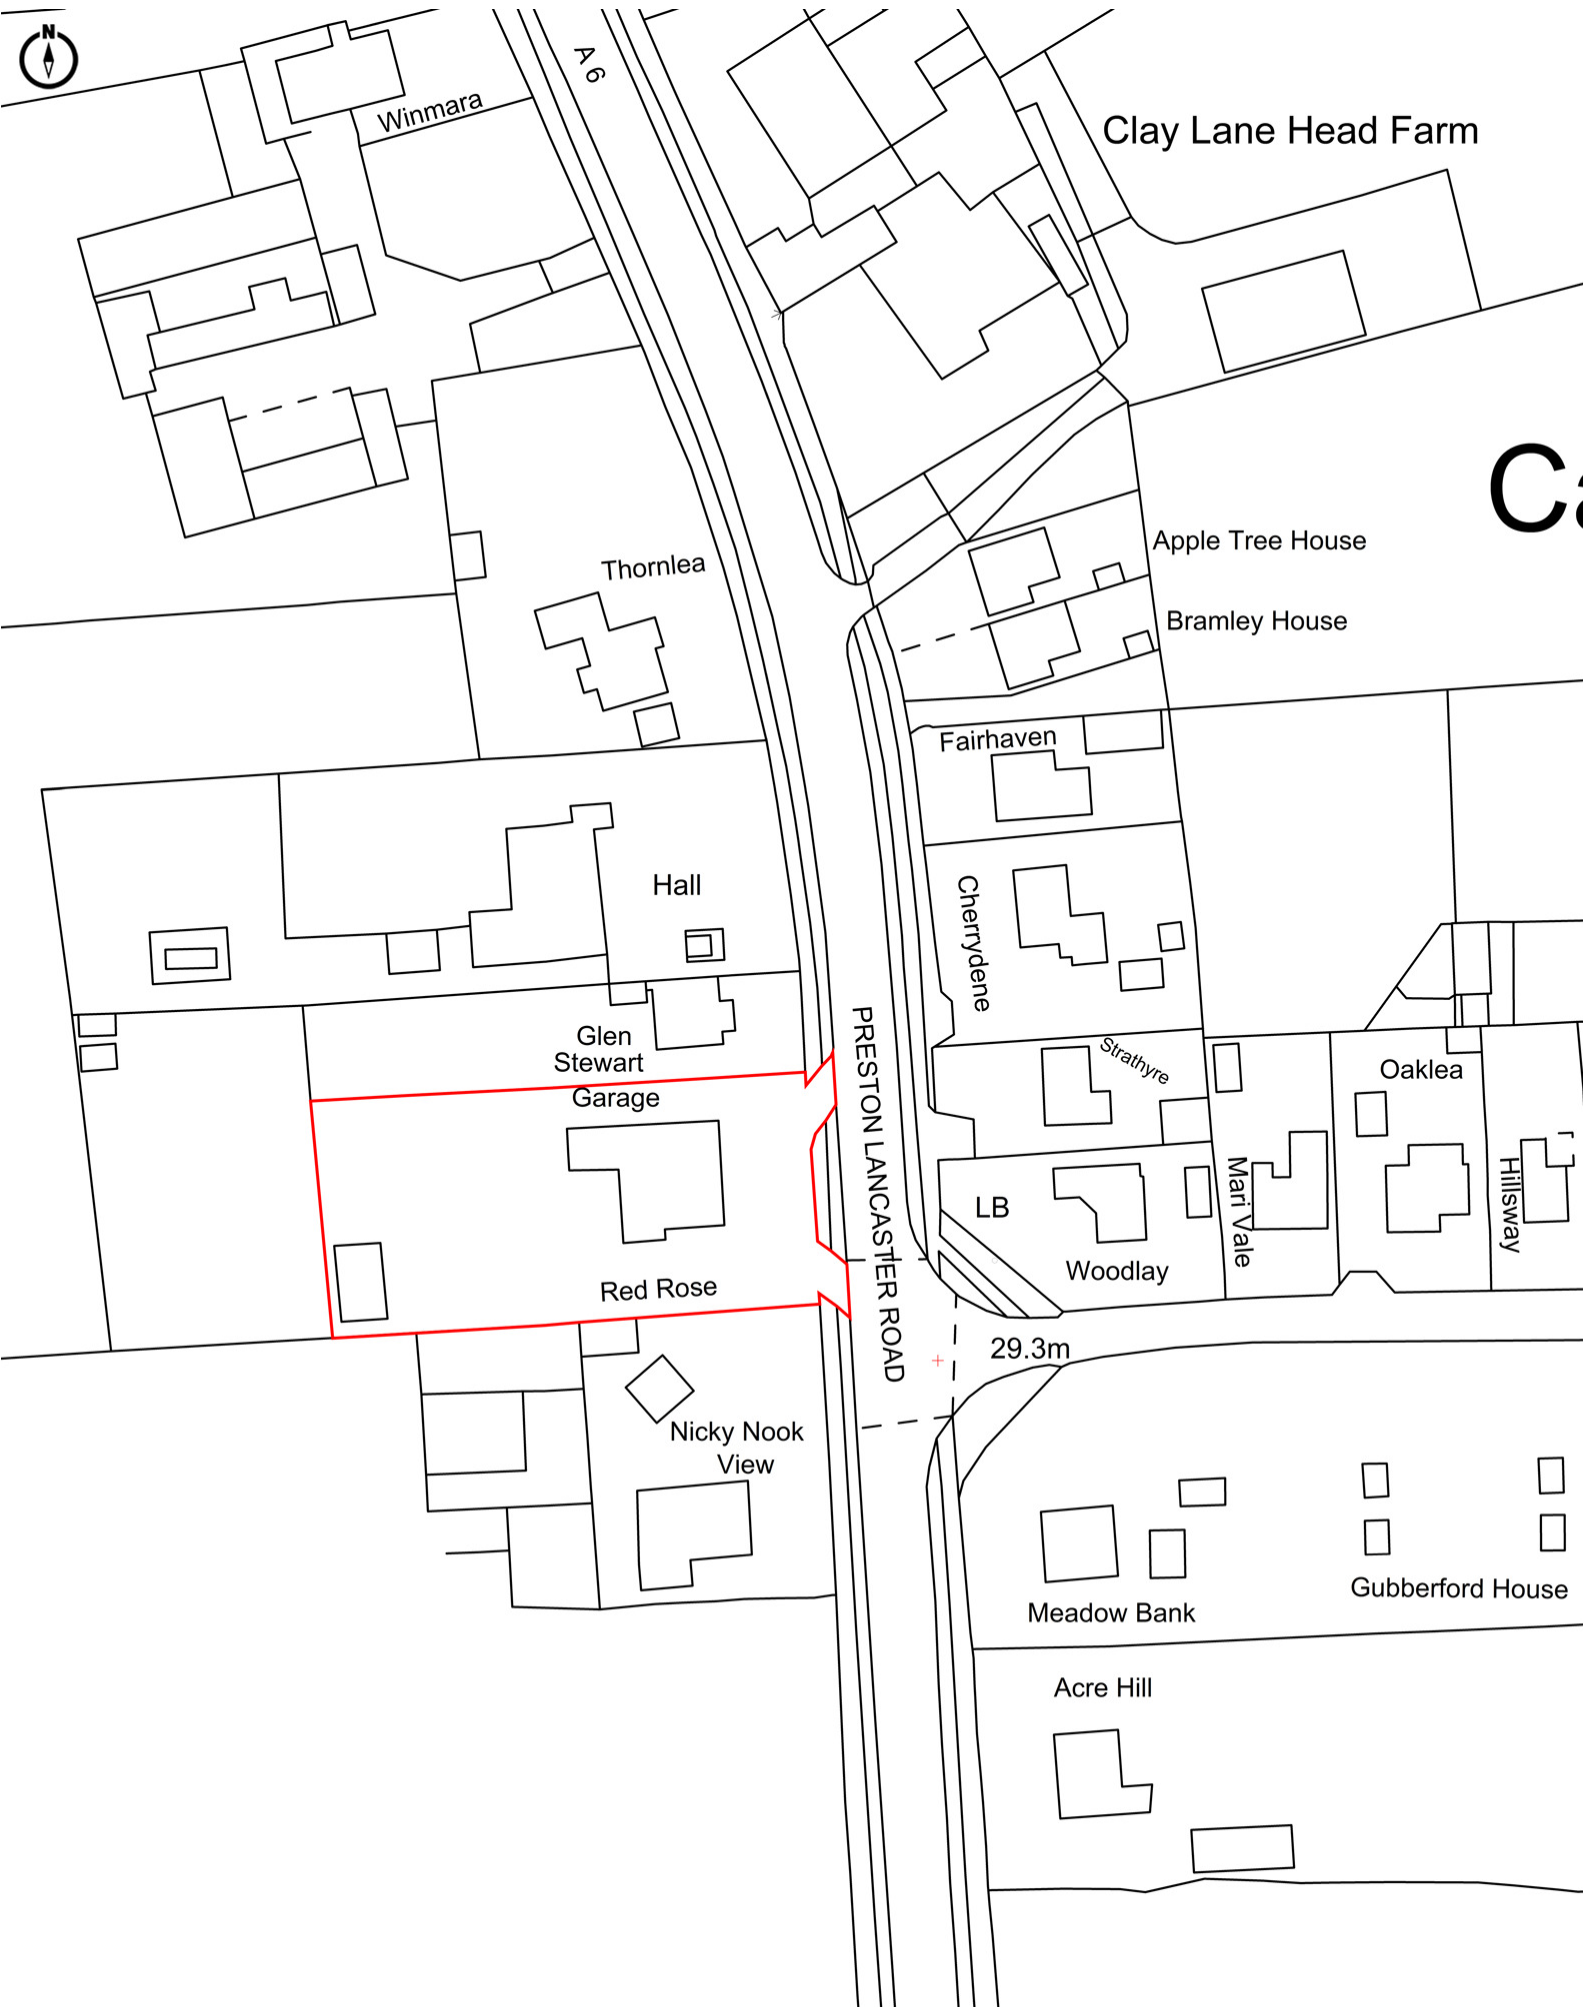 N
A 6
Winmara
Clay Lane Head Farm
Ca
Apple Tree House
Thornlea
Bramley House
Fairhaven
Hall
Cherrydene
PRESTON LANCASTER ROAD
Glen
Stewart
Strathyre
Oaklea
Garage
Mari Vale
Hillsway
LB
Woodlay
Red Rose
29.3m
Nicky Nook
View
Gubberford House
Meadow Bank
Acre Hill